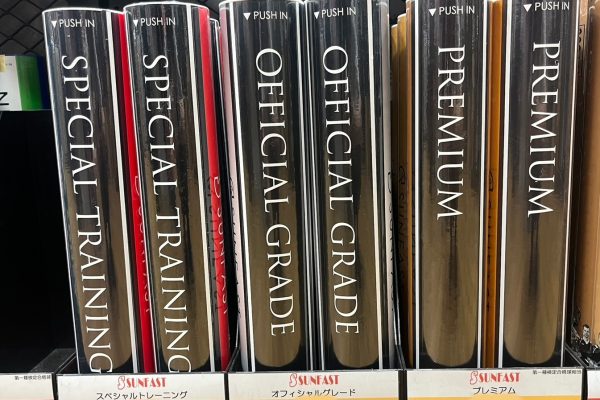 ▼PUSH IN
SPECIAL TRAINING
▼PUSH IN
SPECIAL TRAINING
▼PUSH IN
OFFICIAL GRADE
▼PUSH IN
OFFICIAL GRADE
▼PUSH IN
PREMIUM
▼PUSH IN
PREMIUM
SUNFAST
スペシャルトレーニング
SUNFAST
オフィシャルグレード
SUNFAST
プレミアム